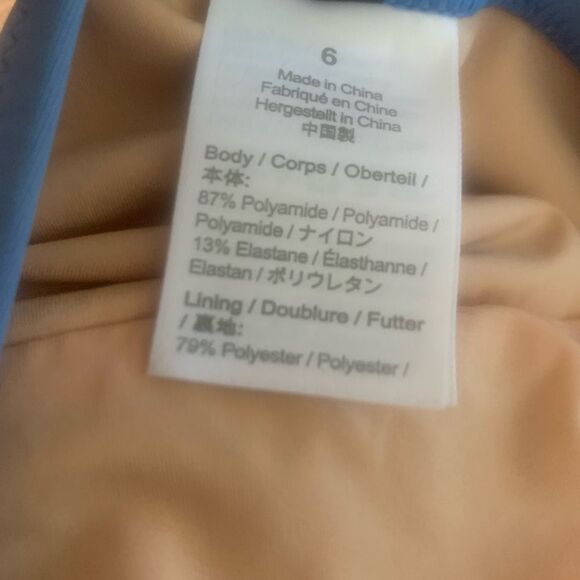 6
Made in China
Fabriqué en Chine
Hergestellt in China
中国製
Body / Corps / Oberteil /
本体:
87% Polyamide / Polyamide /
Polyamide / ナイロン
13% Elastane / Élasthanne /
Elastan / ポリウレタン
Lining / Doublure / Futter
/ 裏地:
79% Polyester / Polyester /